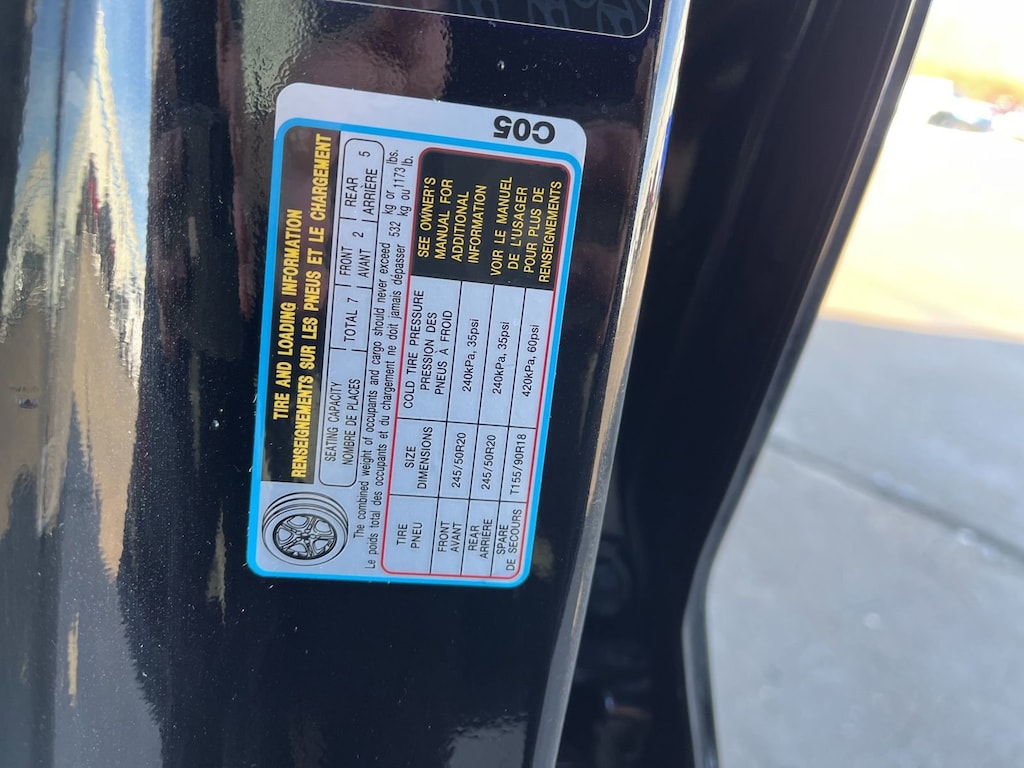 C05
TIRE AND LOADING INFORMATION
RENSEIGNEMENTS SUR LES PNEUS ET LE CHARGEMENT
SEATING CAPACITY
NOMBRE DE PLACES
TOTAL 7
FRONT
AVANT 2
REAR
ARRIÈRE 5
The combined weight of occupants and cargo should never exceed 532 kg or 1173 lbs.
Le poids total des occupants et du chargement ne doit jamais dépasser 532 kg ou 1173 lb.
TIRE
PNEU
SIZE
DIMENSIONS
COLD TIRE PRESSURE
PRESSION DES
PNEUS À FROID
FRONT
AVANT
245/50R20
240kPa, 35psi
REAR
ARRIERE
245/50R20
240kPa, 35psi
SPARE
DE SECOURS
T155/90R18
420kPa, 60psi
SEE OWNER'S
MANUAL FOR
ADDITIONAL
INFORMATION
VOIR LE MANUEL
DE L'USAGER
POUR PLUS DE
RENSEIGNEMENTS